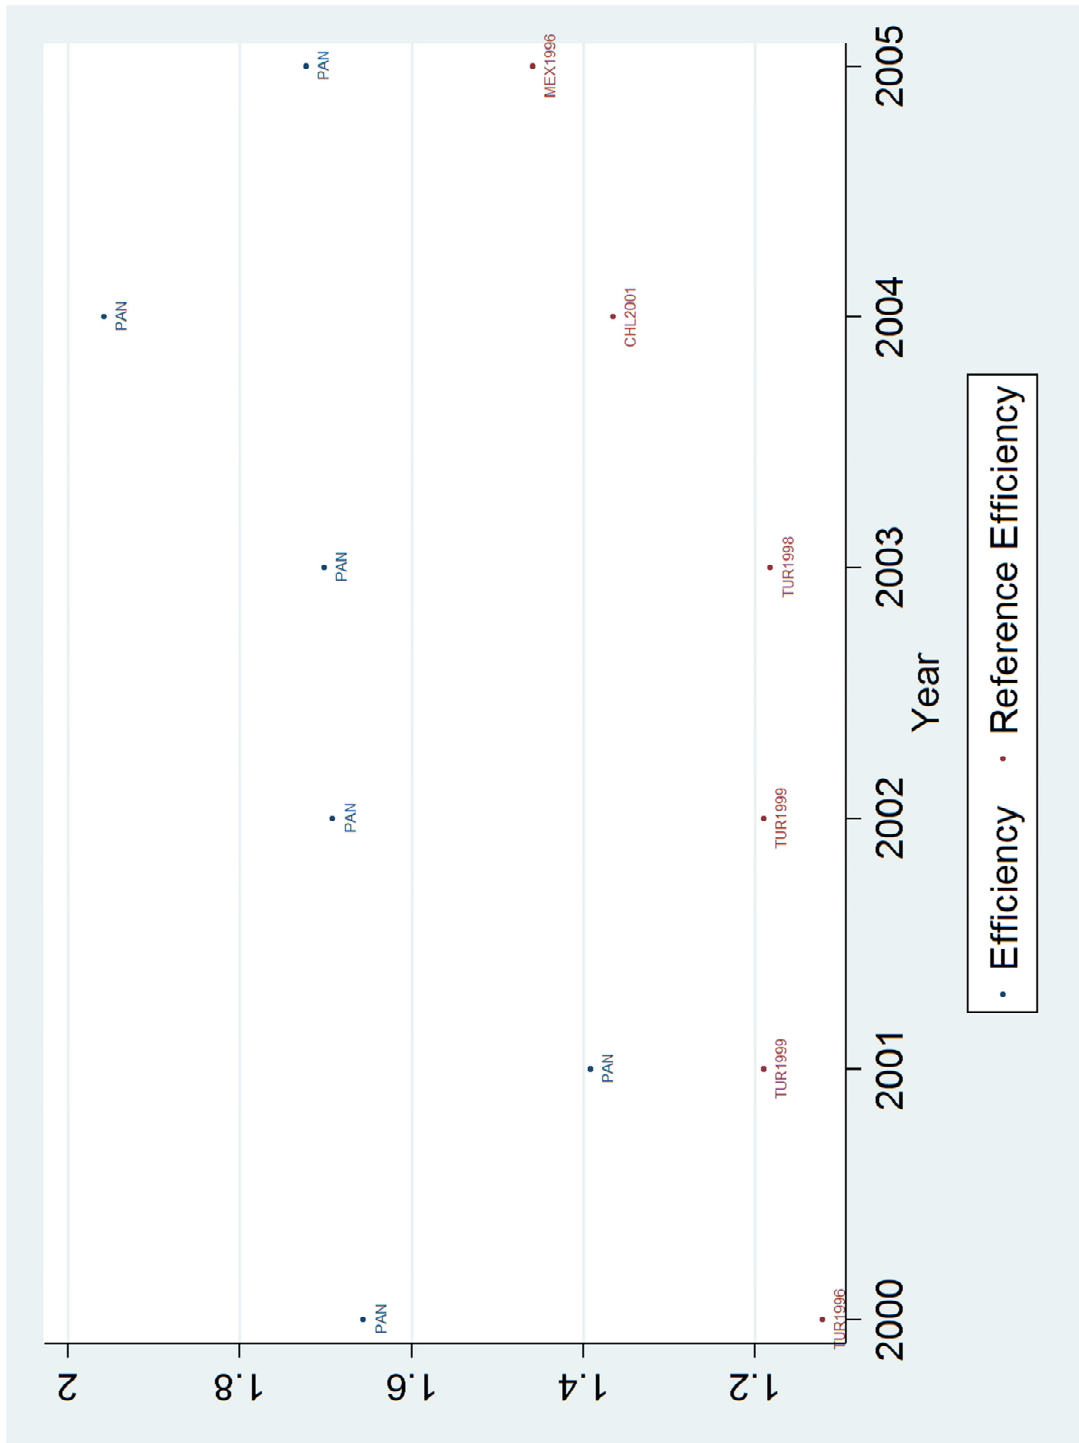 2
1.8
1.6
1.4
1.2
PAN
PAN
PAN
PAN
PAN
PAN
TUR1996
TUR1999
TUR1999
TUR1998
CHL2001
MEX1996
2000
2001
2002
2003
2004
2005
Year
Efficiency
Reference Efficiency